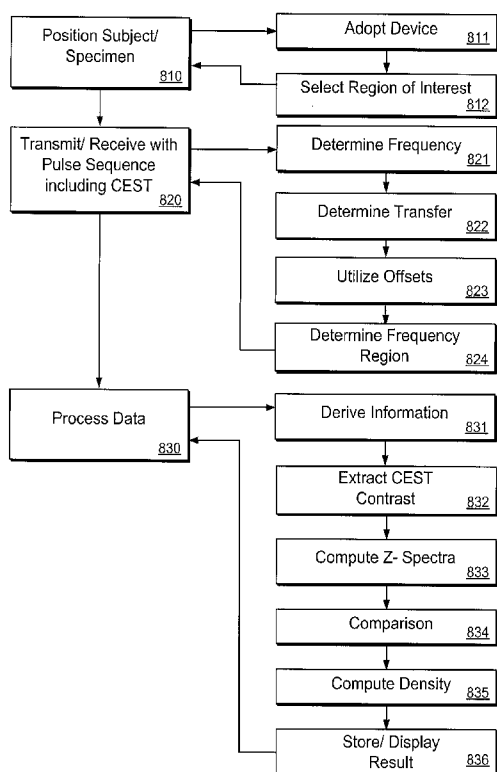 Position Subject/
Specimen
810
Adopt Device
811
Select Region of Interest
812
Transmit/ Receive with
Pulse Sequence
including CEST
820
Determine Frequency
821
Determine Transfer
822
Utilize Offsets
823
Determine Frequency
Region
824
Process Data
830
Derive Information
831
Extract CEST
Contrast
832
Compute Z- Spectra
833
Comparison
834
Compute Density
835
Store/ Display
Result
836